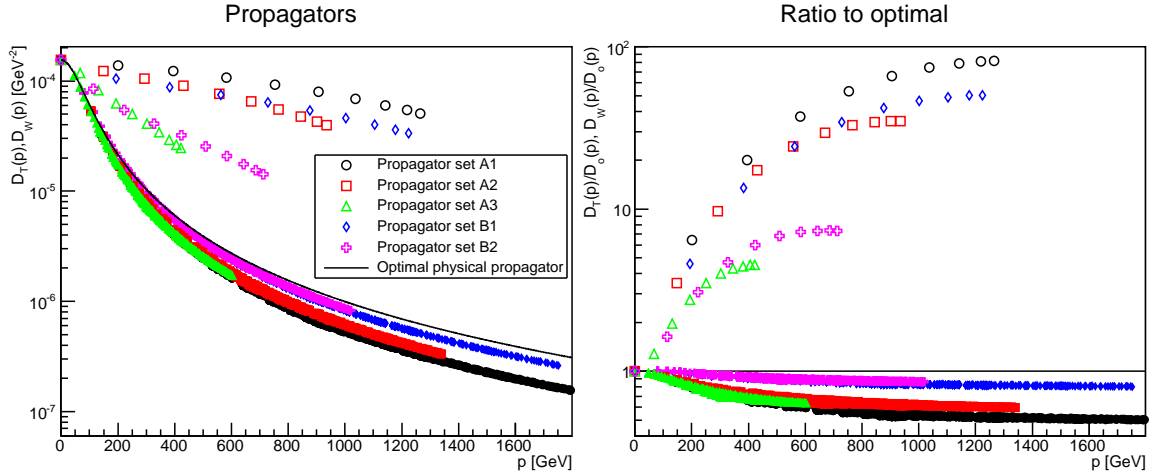 Propagators
D_T(p), D_W(p) [GeV^-2]
10^-4
10^-5
10^-6
10^-7
Propagator set A1
Propagator set A2
Propagator set A3
Propagator set B1
Propagator set B2
Optimal physical propagator
0 200 400 600 800 1000 1200 1400 1600
p [GeV]
Ratio to optimal
D_T(p)/D_o(p), D_W(p)/D_o(p)
10^2
10
1
0 200 400 600 800 1000 1200 1400 1600
p [GeV]